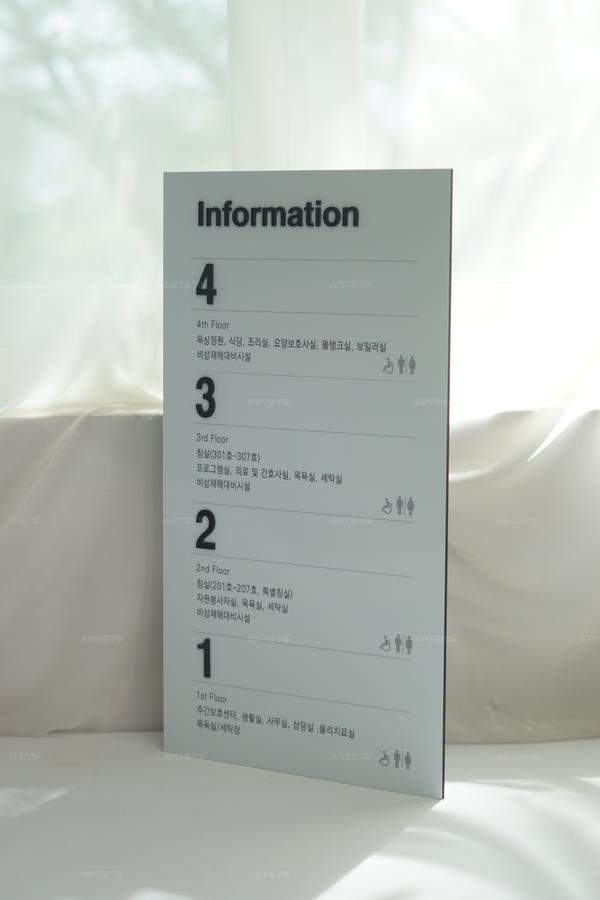 Information
4
4th Floor
옥상정원, 식당, 조리실, 요양보호사실, 물탱크실, 보일러실
비상재해대비시설
3
3rd Floor
침실(301호~307호)
프로그램실, 의료 및 간호사실, 목욕실, 세탁실
비상재해대비시설
2
2nd Floor
침실(201호~207호, 특별침실)
자원봉사자실, 목욕실, 세탁실
비상재해대비시설
1
1st Floor
주간보호센터, 생활실, 사무실, 상담실 ,물리치료실
목욕실/세탁장
ARTSYS